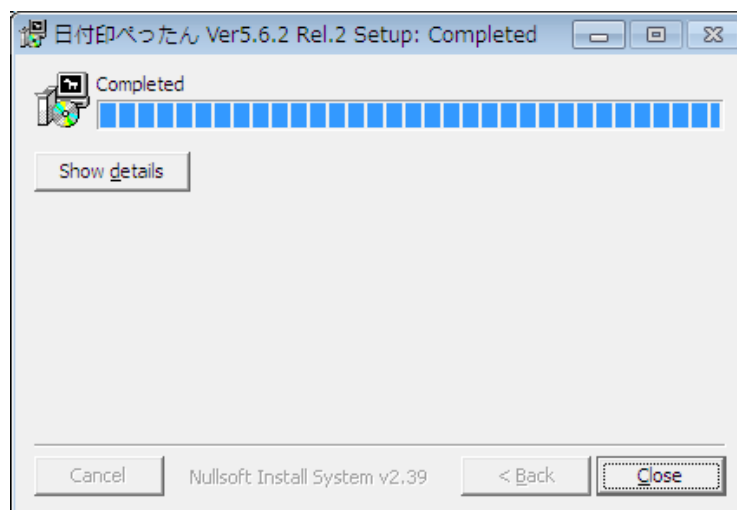 日付印ぺったん Ver5.6.2 Rel.2 Setup: Completed
Completed
Show details
Cancel
Nullsoft Install System v2.39
< Back
Close